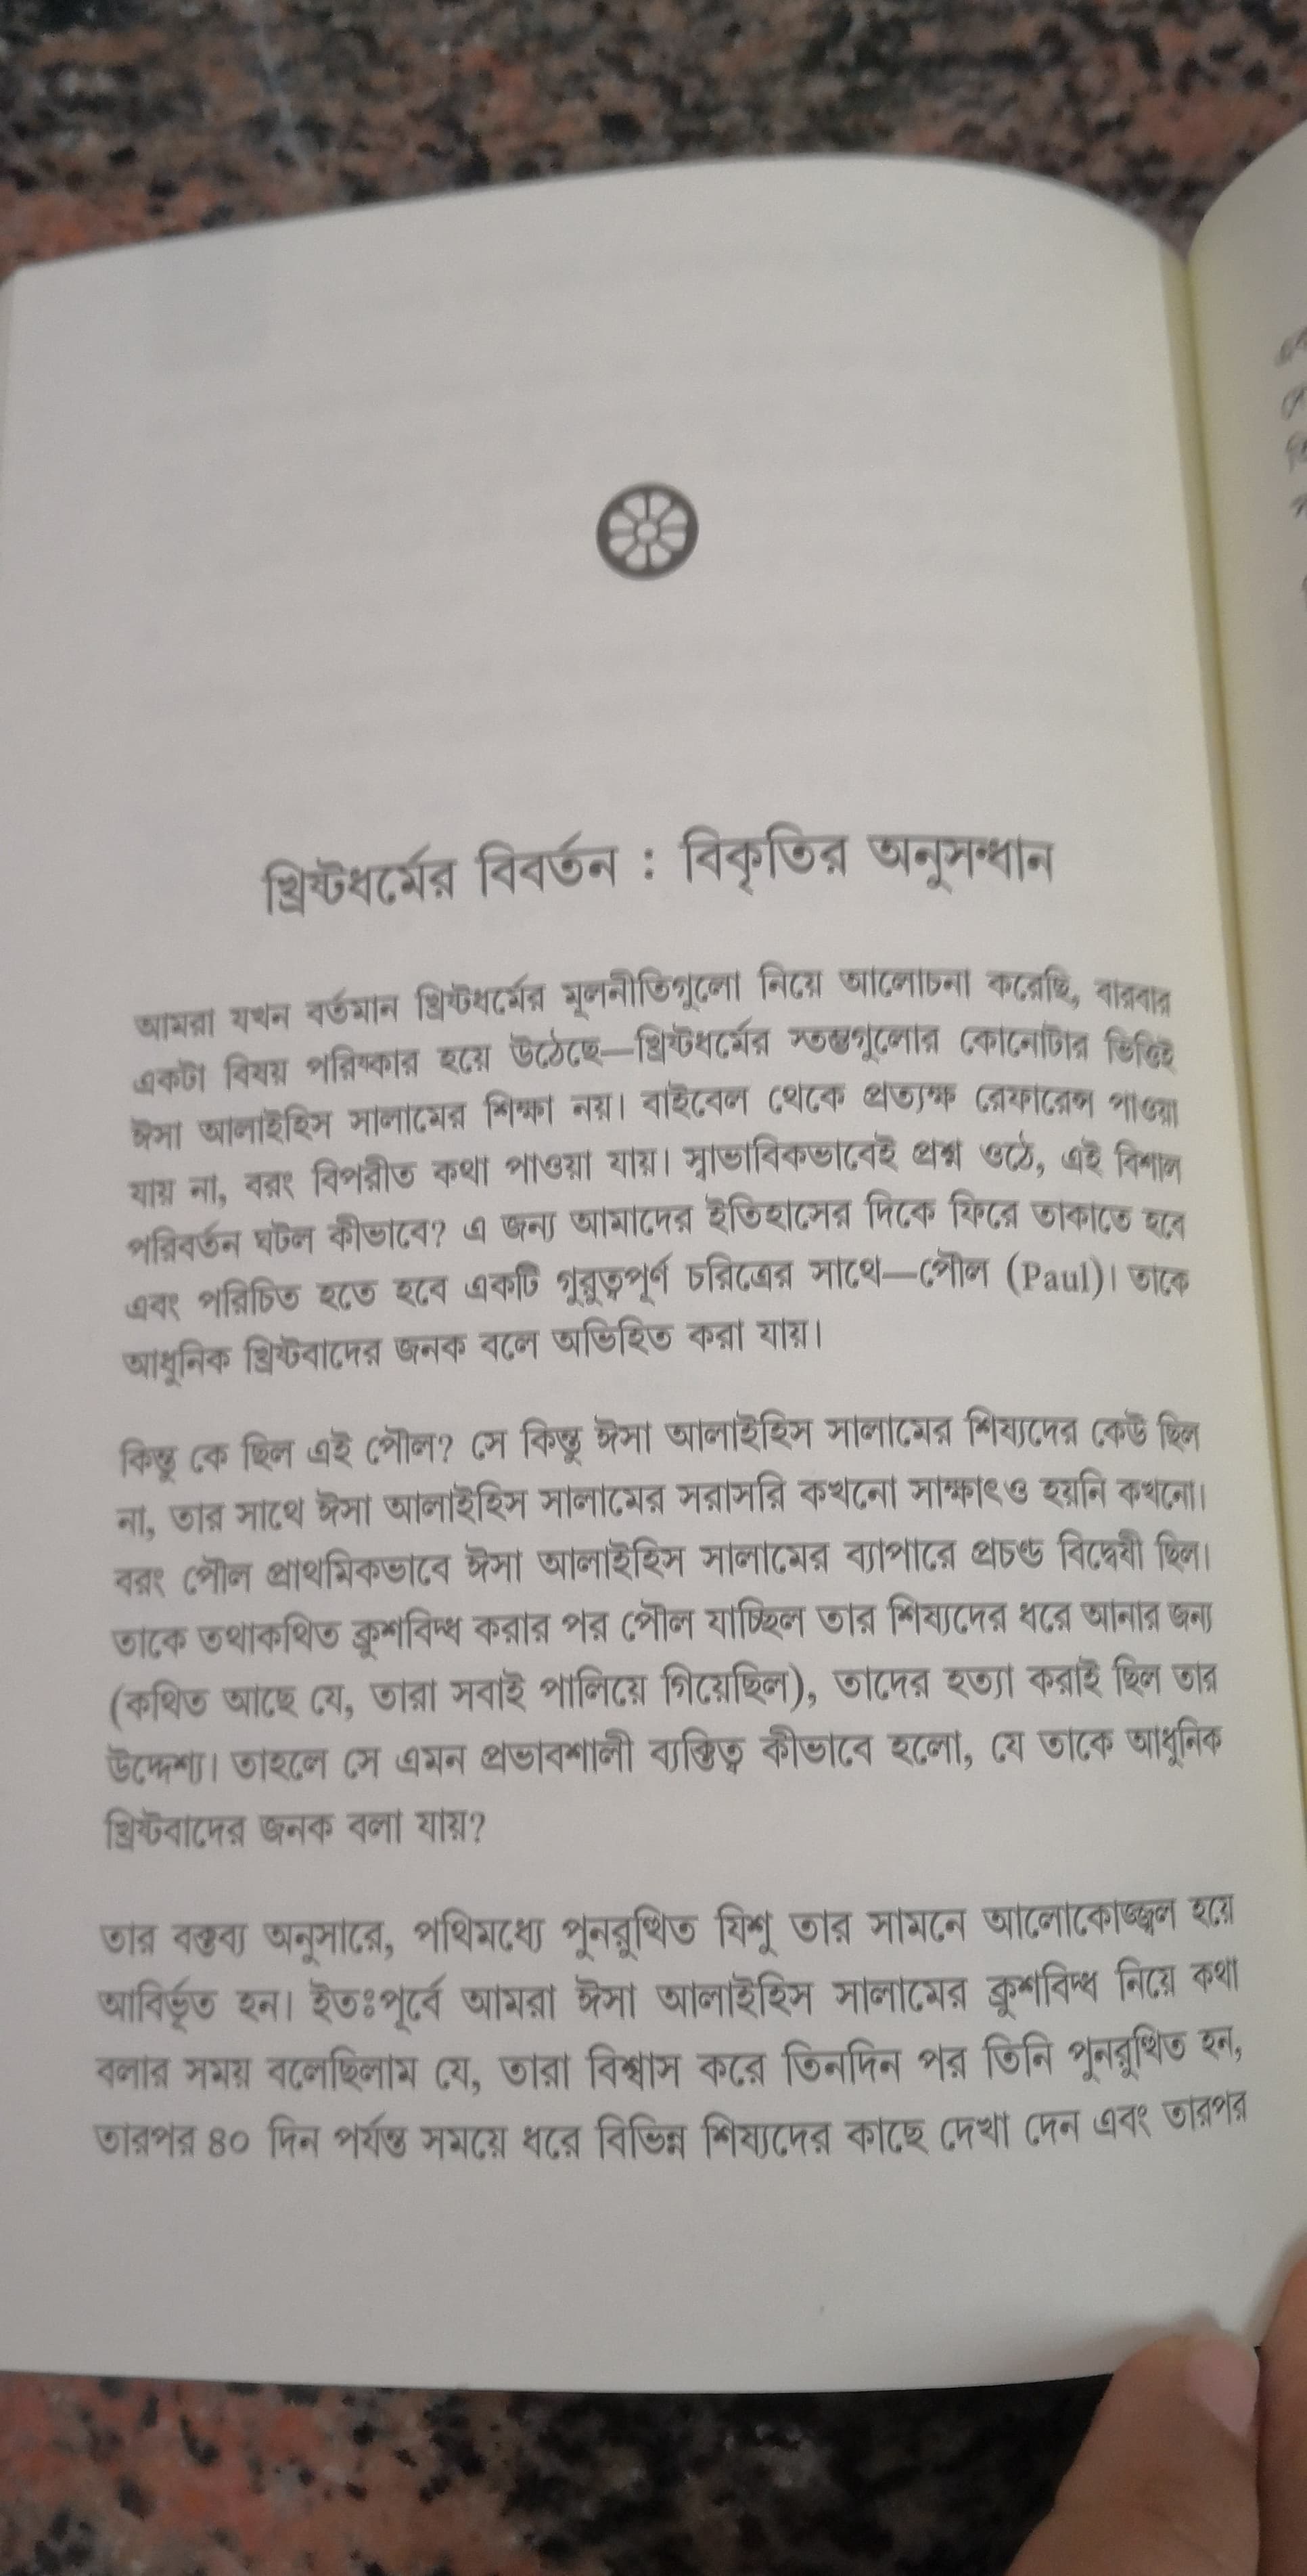 খ্রিষ্টধর্মের বিবর্তন : বিকৃতির অনুসন্ধান
আমরা যখন বর্তমান খ্রিষ্টধর্মের মূলনীতিগুলো নিয়ে আলোচনা করেছি, বারবার
একটা বিষয় পরিষ্কার হয়ে উঠেছে—খ্রিষ্টধর্মের স্তম্ভগুলোর কোনোটার ভিত্তিই
ঈসা আলাইহিস সালামের শিক্ষা নয়। বাইবেল থেকে প্রত্যক্ষ রেফারেন্স পাওয়া
যায় না, বরং বিপরীত কথা পাওয়া যায়। স্বাভাবিকভাবেই প্রশ্ন ওঠে, এই বিশাল
পরিবর্তন ঘটল কীভাবে? এ জন্য আমাদের ইতিহাসের দিকে ফিরে তাকাতে হবে
এবং পরিচিত হতে হবে একটি গুরুত্বপূর্ণ চরিত্রের সাথে—পৌল (Paul)। তাকে
আধুনিক খ্রিষ্টবাদের জনক বলে অভিহিত করা যায়।
কিন্তু কে ছিল এই পৌল? সে কিন্তু ঈসা আলাইহিস সালামের শিষ্যদের কেউ ছিল
না, তার সাথে ঈসা আলাইহিস সালামের সরাসরি কখনো সাক্ষাৎও হয়নি কখনো।
বরং পৌল প্রাথমিকভাবে ঈসা আলাইহিস সালামের ব্যাপারে প্রচণ্ড বিদ্বেষী ছিল।
তাকে তথাকথিত ক্রুশবিদ্ধ করার পর পৌল যাচ্ছিল তার শিষ্যদের ধরে আনার জন্য
(কথিত আছে যে, তারা সবাই পালিয়ে গিয়েছিল), তাদের হত্যা করাই ছিল তার
উদ্দেশ্য। তাহলে সে এমন প্রভাবশালী ব্যক্তিত্ব কীভাবে হলো, যে তাকে আধুনিক
খ্রিষ্টবাদের জনক বলা যায়?
তার বক্তব্য অনুসারে, পথিমধ্যে পুনরুত্থিত যিশু তার সামনে আলোকোজ্জ্বল হয়ে
আবির্ভূত হন। ইতঃপূর্বে আমরা ঈসা আলাইহিস সালামের ক্রুশবিদ্ধ নিয়ে কথা
বলার সময় বলেছিলাম যে, তারা বিশ্বাস করে তিনদিন পর তিনি পুনরুত্থিত হন,
তারপর ৪০ দিন পর্যন্ত সময়ে ধরে বিভিন্ন শিষ্যদের কাছে দেখা দেন এবং তারপর